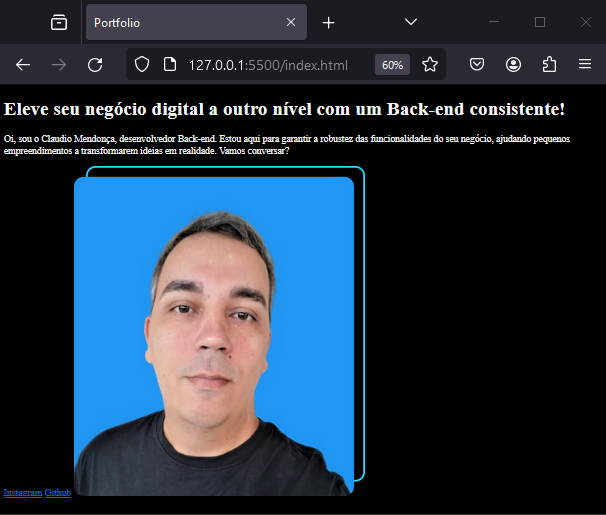 Portfolio
127.0.0.1:5500/index.html
60%
Eleve seu negócio digital a outro nível com um Back-end consistente!
Oi, sou o Claudio Mendonça, desenvolvedor Back-end. Estou aqui para garantir a robustez das funcionalidades do seu negócio, ajudando pequenos
empreendimentos a transformarem ideias em realidade. Vamos conversar?
Instagram Github